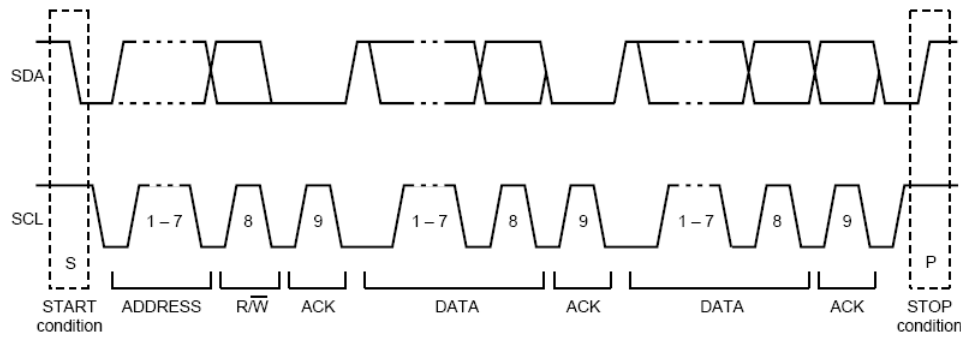 SDA
SCL
1 – 7 8 9 1 – 7 8 9 1 – 7 8 9
S P
START condition ADDRESS R/W̅ ACK DATA ACK DATA ACK STOP condition